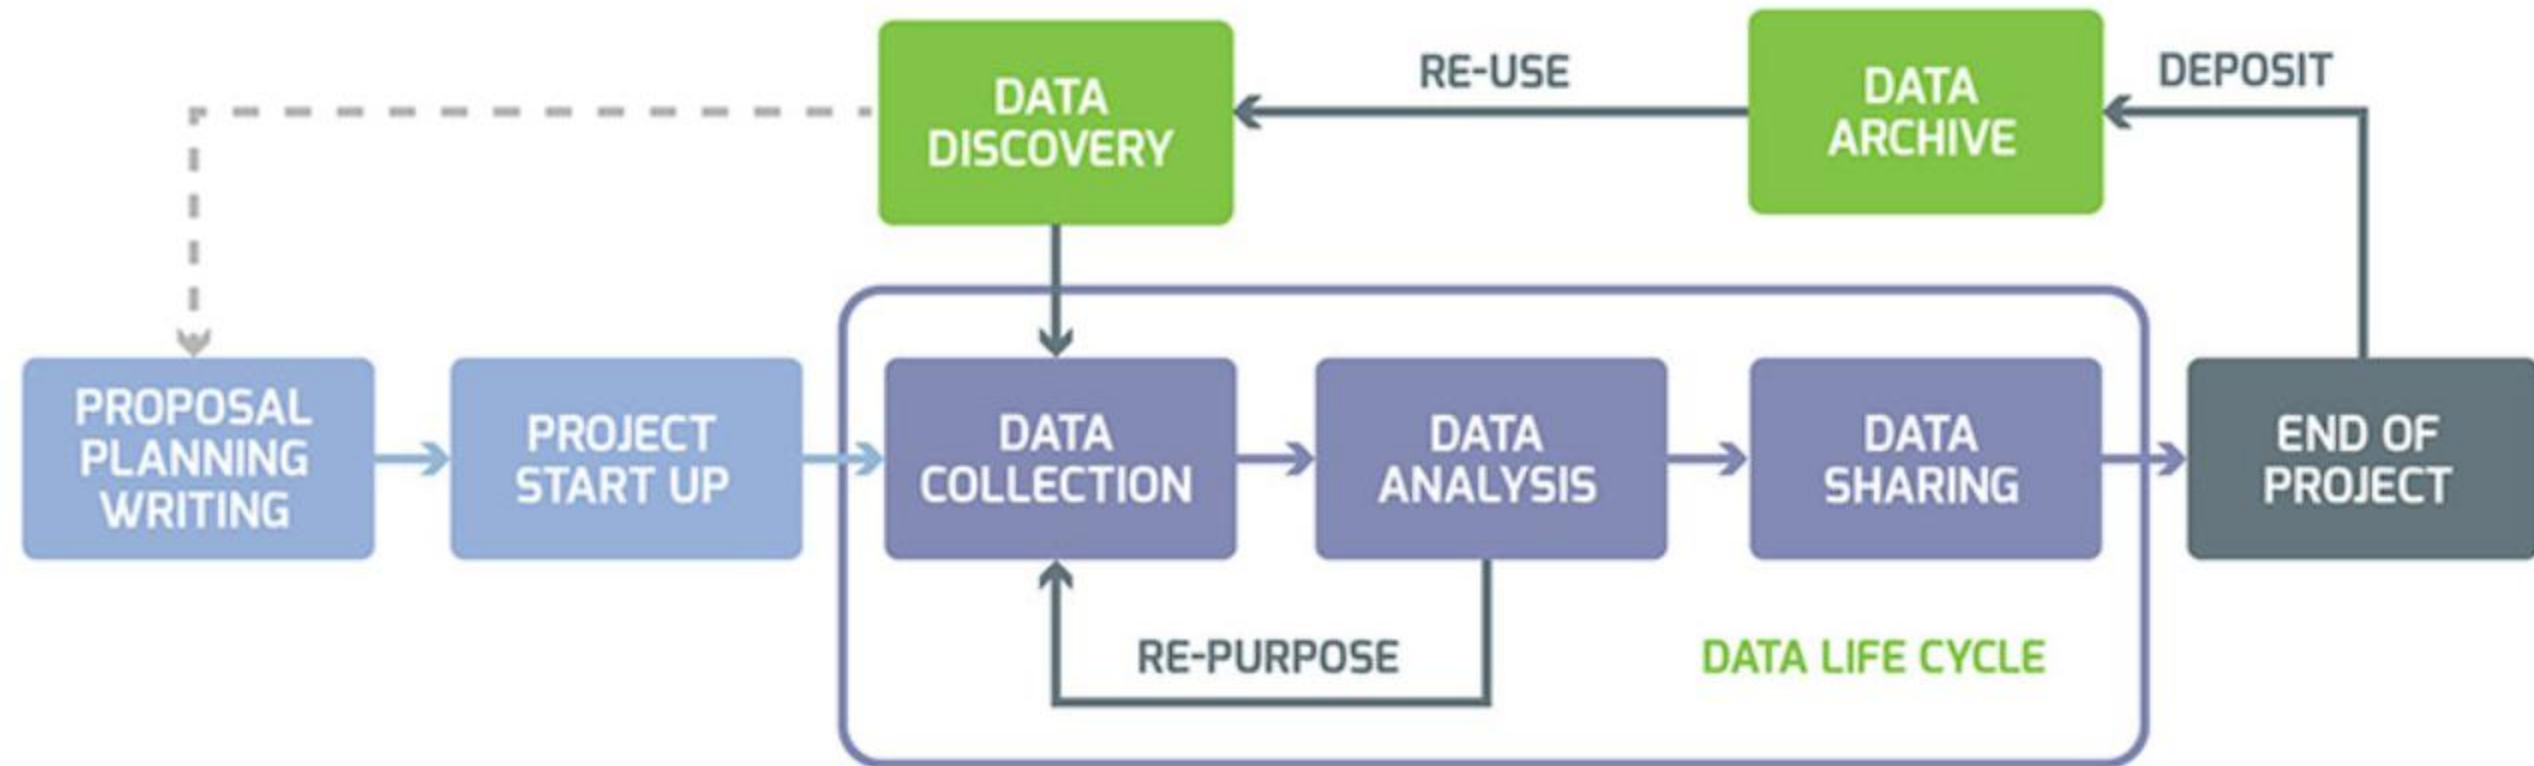 DATA
DISCOVERY
RE-USE
DATA
ARCHIVE
DEPOSIT
PROPOSAL
PLANNING
WRITING
PROJECT
START UP
DATA
COLLECTION
DATA
ANALYSIS
DATA
SHARING
END OF
PROJECT
RE-PURPOSE
DATA LIFE CYCLE